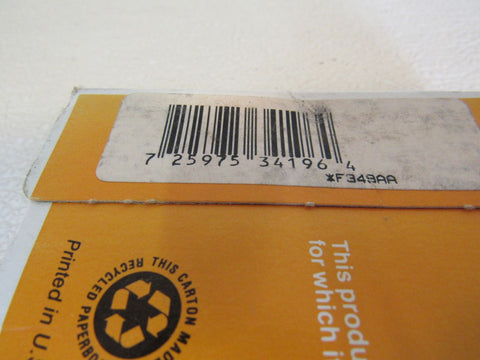 7 25975 34196 4
*F349AA
This produ
for which i
Printed in U.
THIS CARTON MADE
RECYCLED PAPERBO